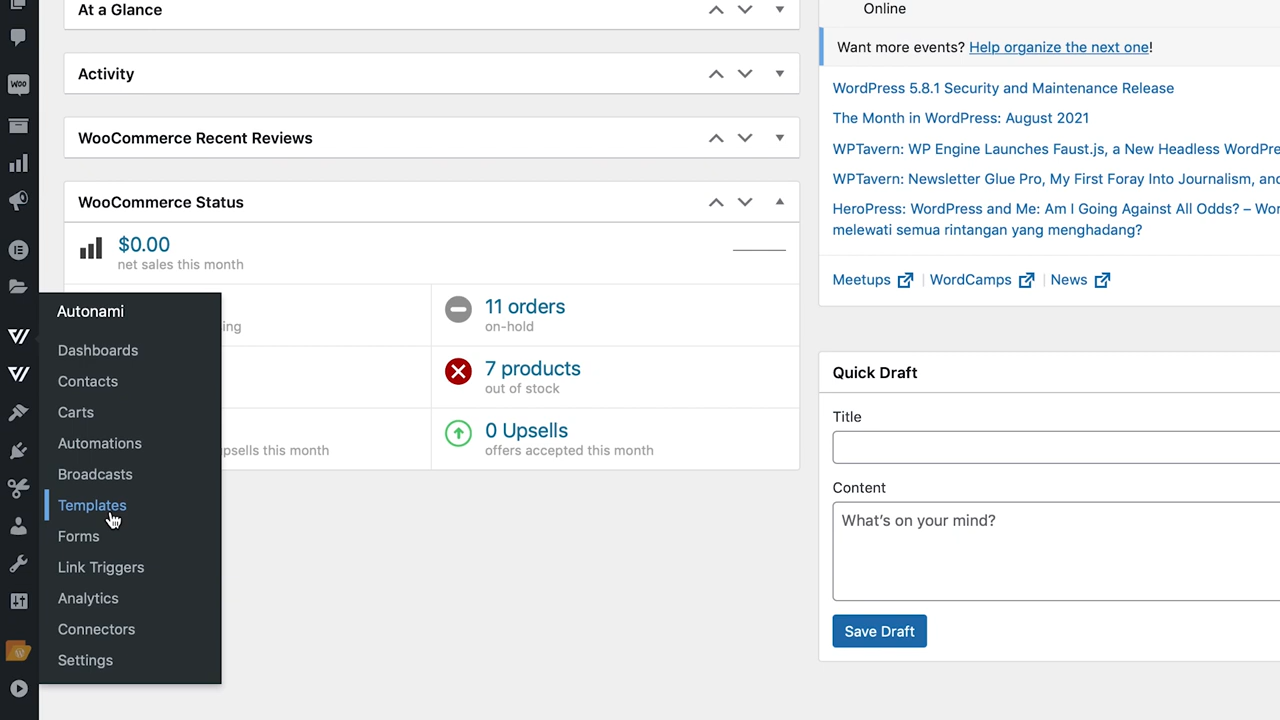 At a Glance
Activity
WooCommerce Recent Reviews
WooCommerce Status
$0.00
net sales this month
ing
11 orders
on-hold
7 products
out of stock
psells this month
0 Upsells
offers accepted this month
woo
Autonami
Dashboards
Contacts
Carts
Automations
Broadcasts
Templates
Forms
Link Triggers
Analytics
Connectors
Settings
Online
Want more events? Help organize the next one!
WordPress 5.8.1 Security and Maintenance Release
The Month in WordPress: August 2021
WPTavern: WP Engine Launches Faust.js, a New Headless WordPre
WPTavern: Newsletter Glue Pro, My First Foray Into Journalism, and
HeroPress: WordPress and Me: Am I Going Against All Odds? – Wor
melewati semua rintangan yang menghadang?
Meetups | WordCamps | News
Quick Draft
Title
Content
What's on your mind?
Save Draft